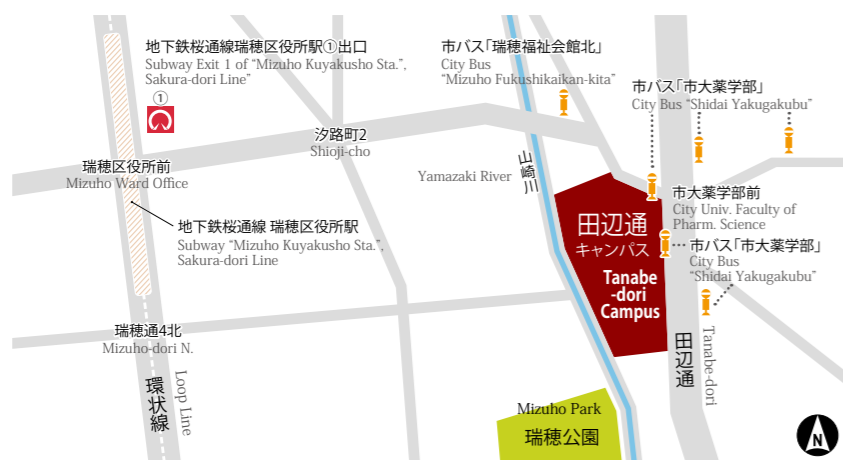 地下鉄桜通線瑞穂区役所駅①出口
Subway Exit 1 of “Mizuho Kuyakusho Sta.”,
Sakura-dori Line”
①
市バス「瑞穂福祉会館北」
City Bus
“Mizuho Fukushikaikan-kita”
市バス「市大薬学部」
City Bus “Shidai Yakugakubu”
汐路町2
Shioji-cho
瑞穂区役所前
Mizuho Ward Office
Yamazaki River
山崎川
地下鉄桜通線 瑞穂区役所駅
Subway “Mizuho Kuyakusho Sta.”,
Sakura-dori Line
田辺通
キャンパス
Tanabe
-dori
Campus
市大薬学部前
City Univ. Faculty of
Pharm. Science
市バス「市大薬学部」
City Bus
“Shidai Yakugakubu”
瑞穂通4北
Mizuho-dori N.
環状線
Loop Line
田辺通
Tanabe-dori
Mizuho Park
瑞穂公園
N